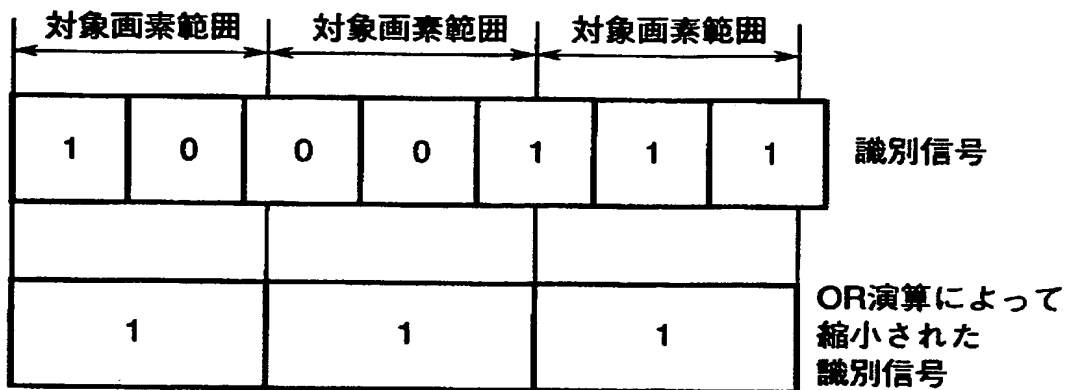 対象画素範囲 対象画素範囲 対象画素範囲
1 0 0 0 1 1 1 識別信号
1 1 1
OR演算によって
縮小された
識別信号